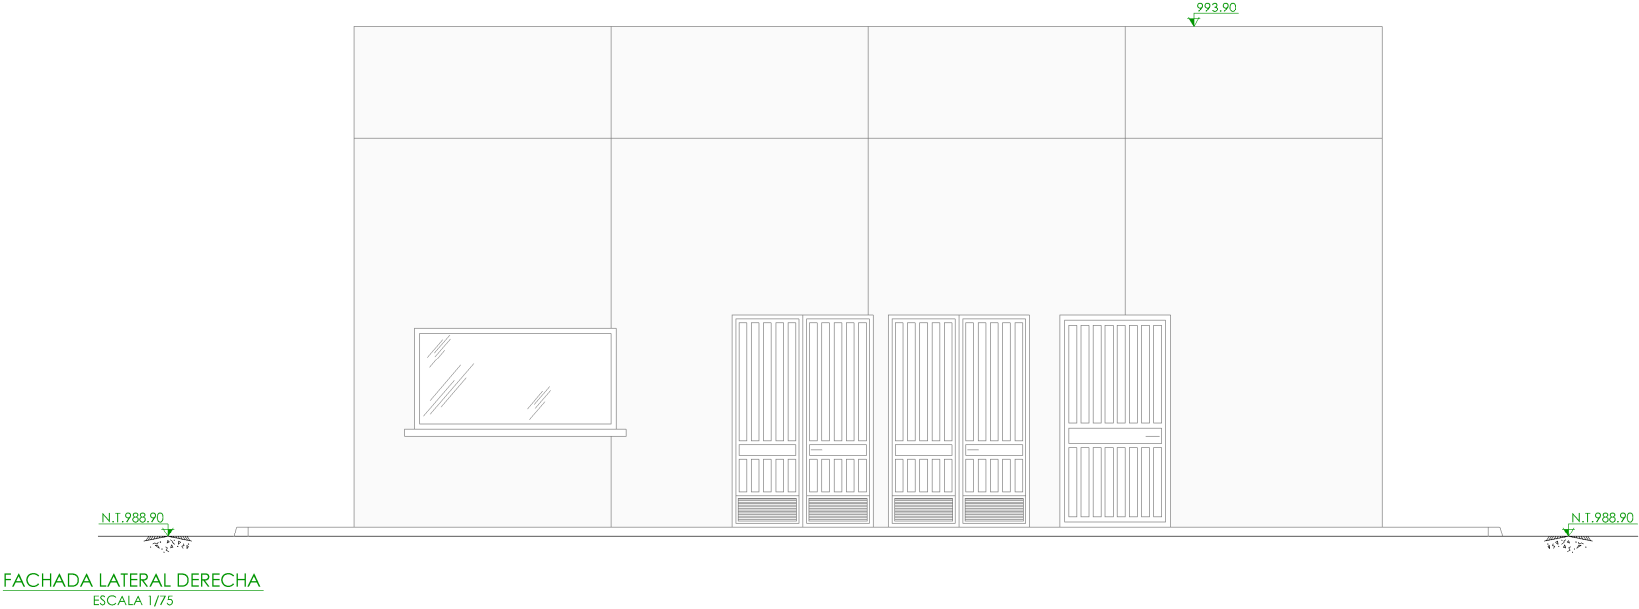 993.90
N.T.988.90
N.T.988.90
FACHADA LATERAL DERECHA
ESCALA 1/75